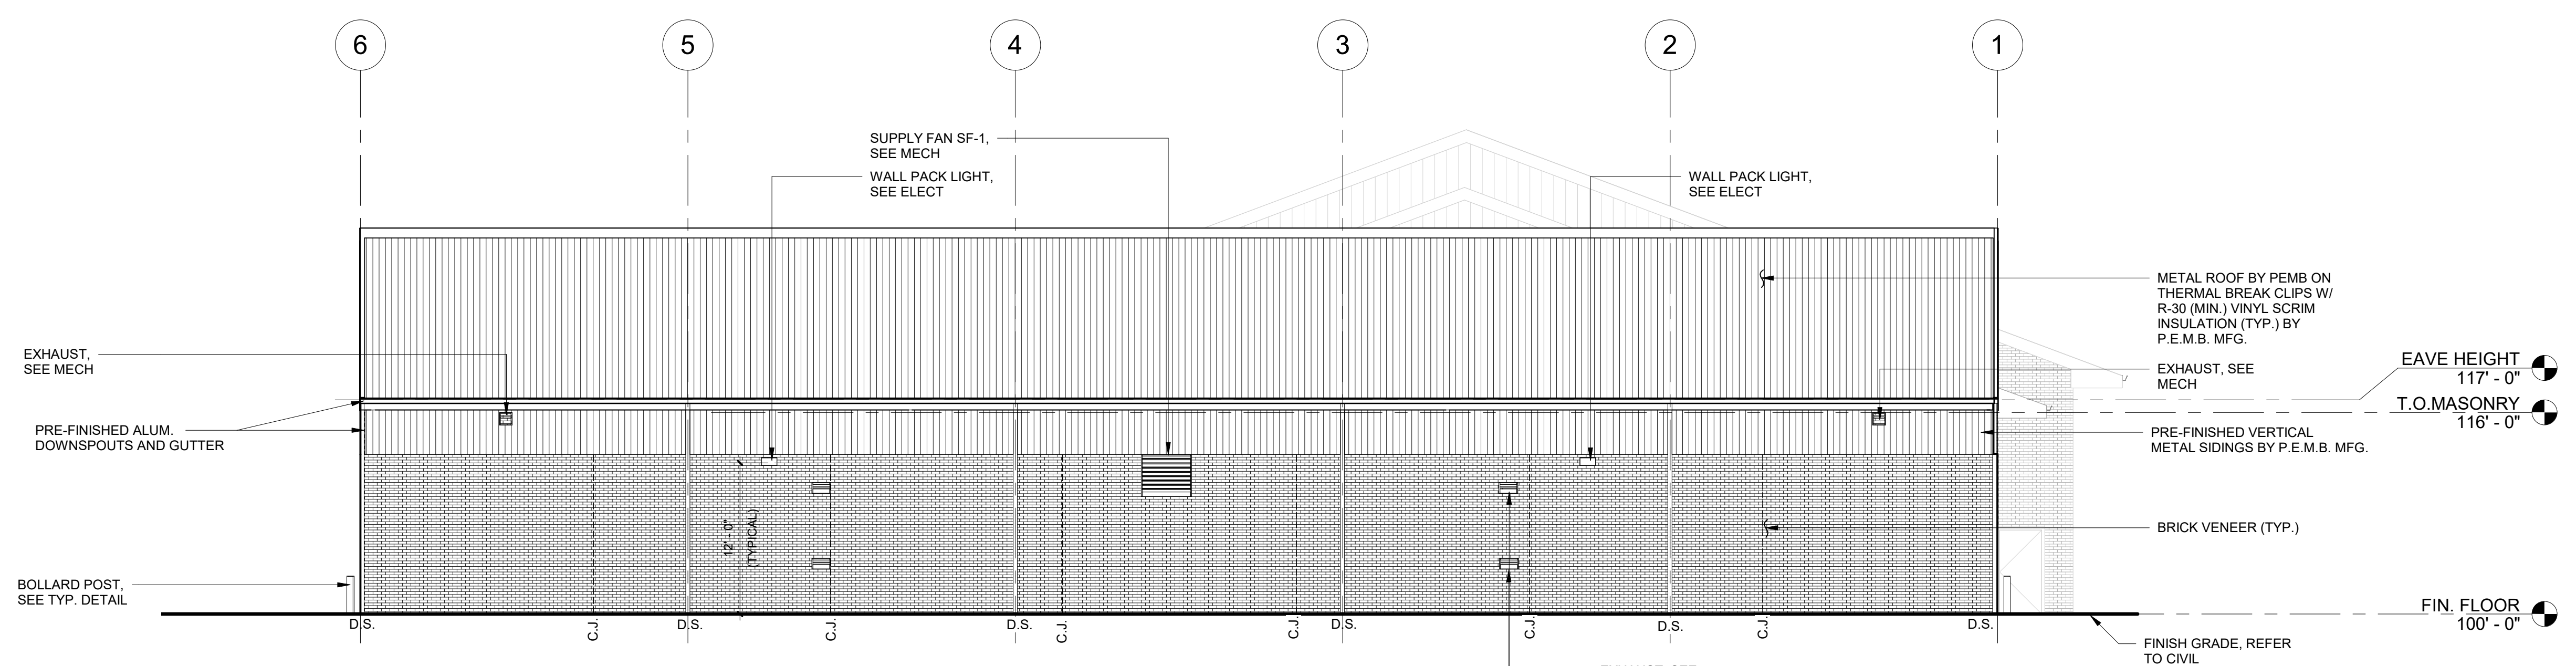 6
5
4
3
2
1
SUPPLY FAN SF-1,
SEE MECH
WALL PACK LIGHT,
SEE ELECT
WALL PACK LIGHT,
SEE ELECT
METAL ROOF BY PEMB ON
THERMAL BREAK CLIPS W/
R-30 (MIN.) VINYL SCRIM
INSULATION (TYP.) BY
P.E.M.B. MFG.
EXHAUST,
SEE MECH
EXHAUST, SEE
MECH
EAVE HEIGHT
117' - 0"
T.O.MASONRY
116' - 0"
PRE-FINISHED ALUM.
DOWNSPOUTS AND GUTTER
PRE-FINISHED VERTICAL
METAL SIDINGS BY P.E.M.B. MFG.
12' - 0"
(TYPICAL)
BRICK VENEER (TYP.)
BOLLARD POST,
SEE TYP. DETAIL
FIN. FLOOR
100' - 0"
D.S.
C.J.
D.S.
C.J.
D.S.
C.J.
C.J.
D.S.
C.J.
D.S.
C.J.
D.S.
FINISH GRADE, REFER
TO CIVIL